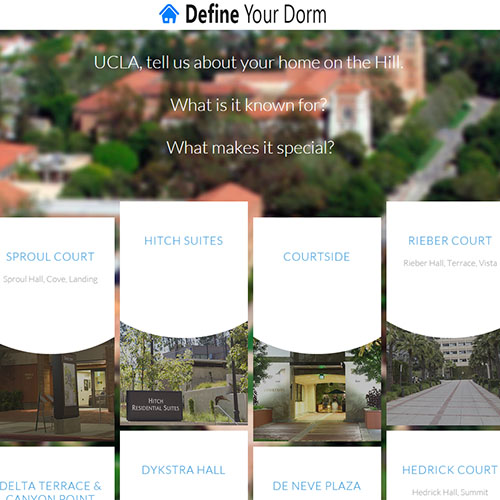 Define Your Dorm
UCLA, tell us about your home on the Hill.
What is it known for?
What makes it special?
SPROUL COURT
Sproul Hall, Cove, Landing
HITCH SUITES
COURTSIDE
RIEBER COURT
Rieber Hall, Terrace, Vista
HITCH
RESIDENTIAL SUITES
DELTA TERRACE &
CANYON POINT
DYKSTRA HALL
DE NEVE PLAZA
HEDRICK COURT
Hedrick Hall, Summit